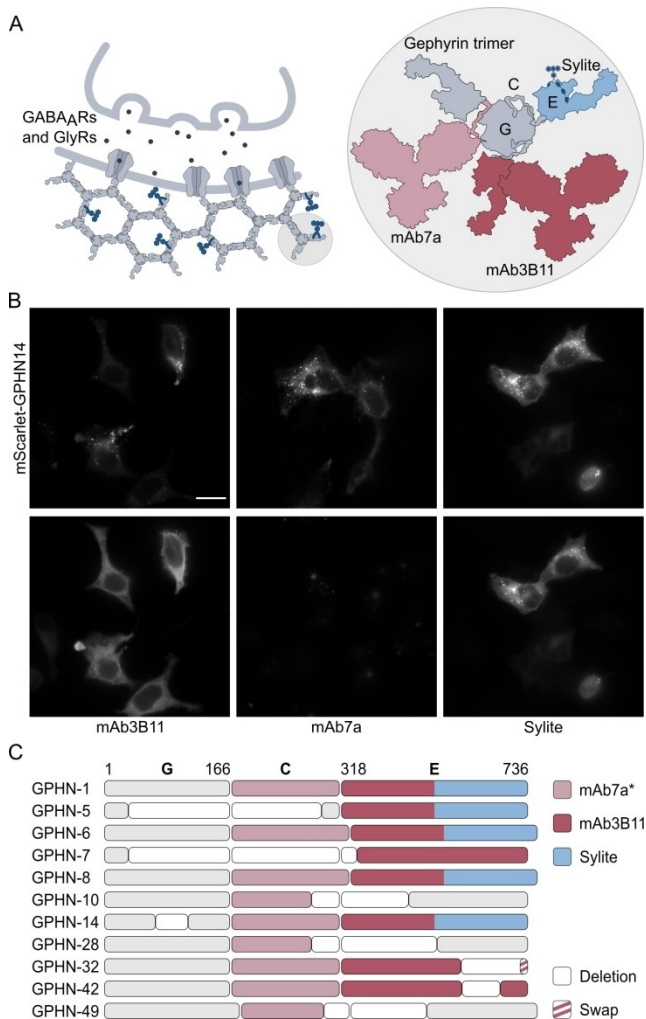 A
GABAARs
and GlyRs
Gephyrin trimer
Sylite
C
E
G
mAb7a
mAb3B11
B
mScarlet-GPHN14
mAb3B11 mAb7a Sylite
C
1 G 166 C 318 E 736
GPHN-1
GPHN-5
GPHN-6
GPHN-7
GPHN-8
GPHN-10
GPHN-14
GPHN-28
GPHN-32
GPHN-42
GPHN-49
mAb7a*
mAb3B11
Sylite
Deletion
Swap